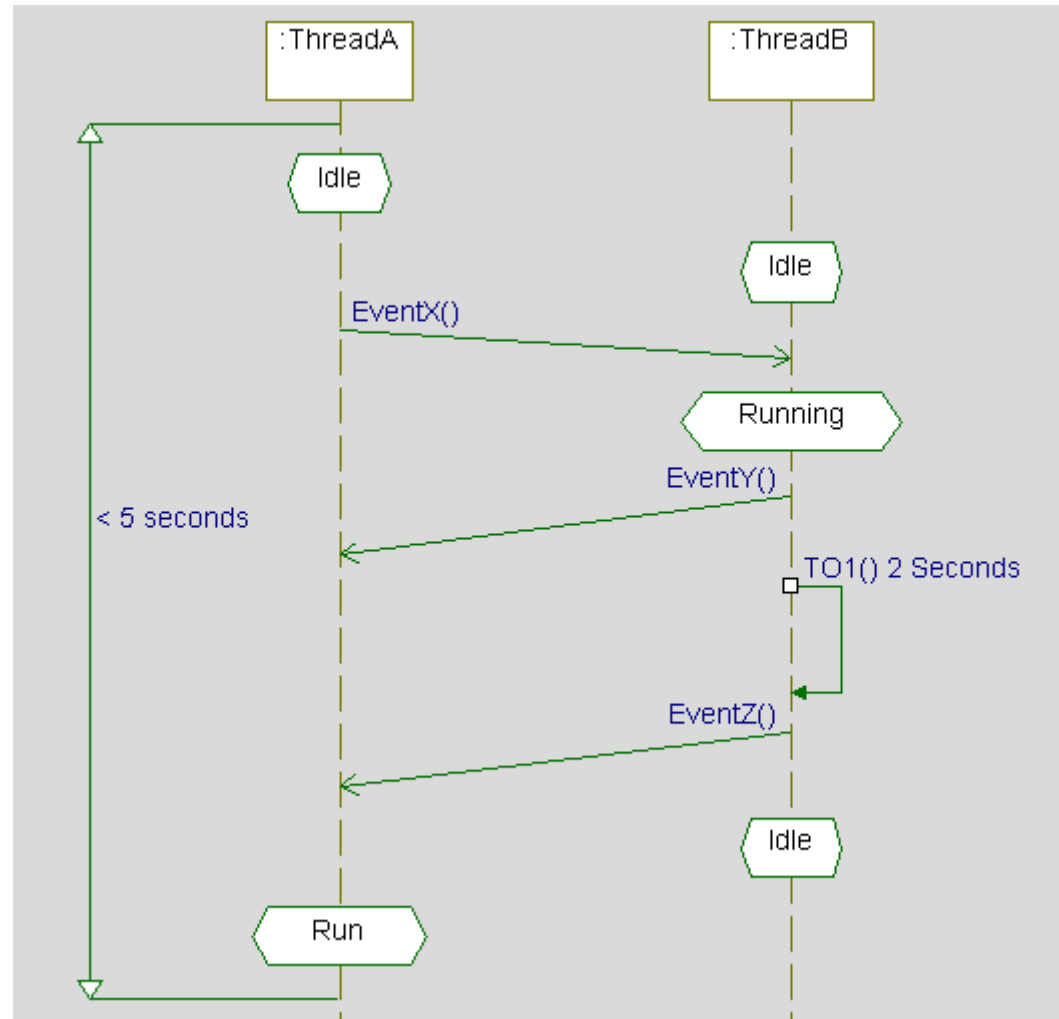 :ThreadA
:ThreadB
Idle
Idle
EventX()
Running
EventY()
< 5 seconds
TO1() 2 Seconds
EventZ()
Idle
Run